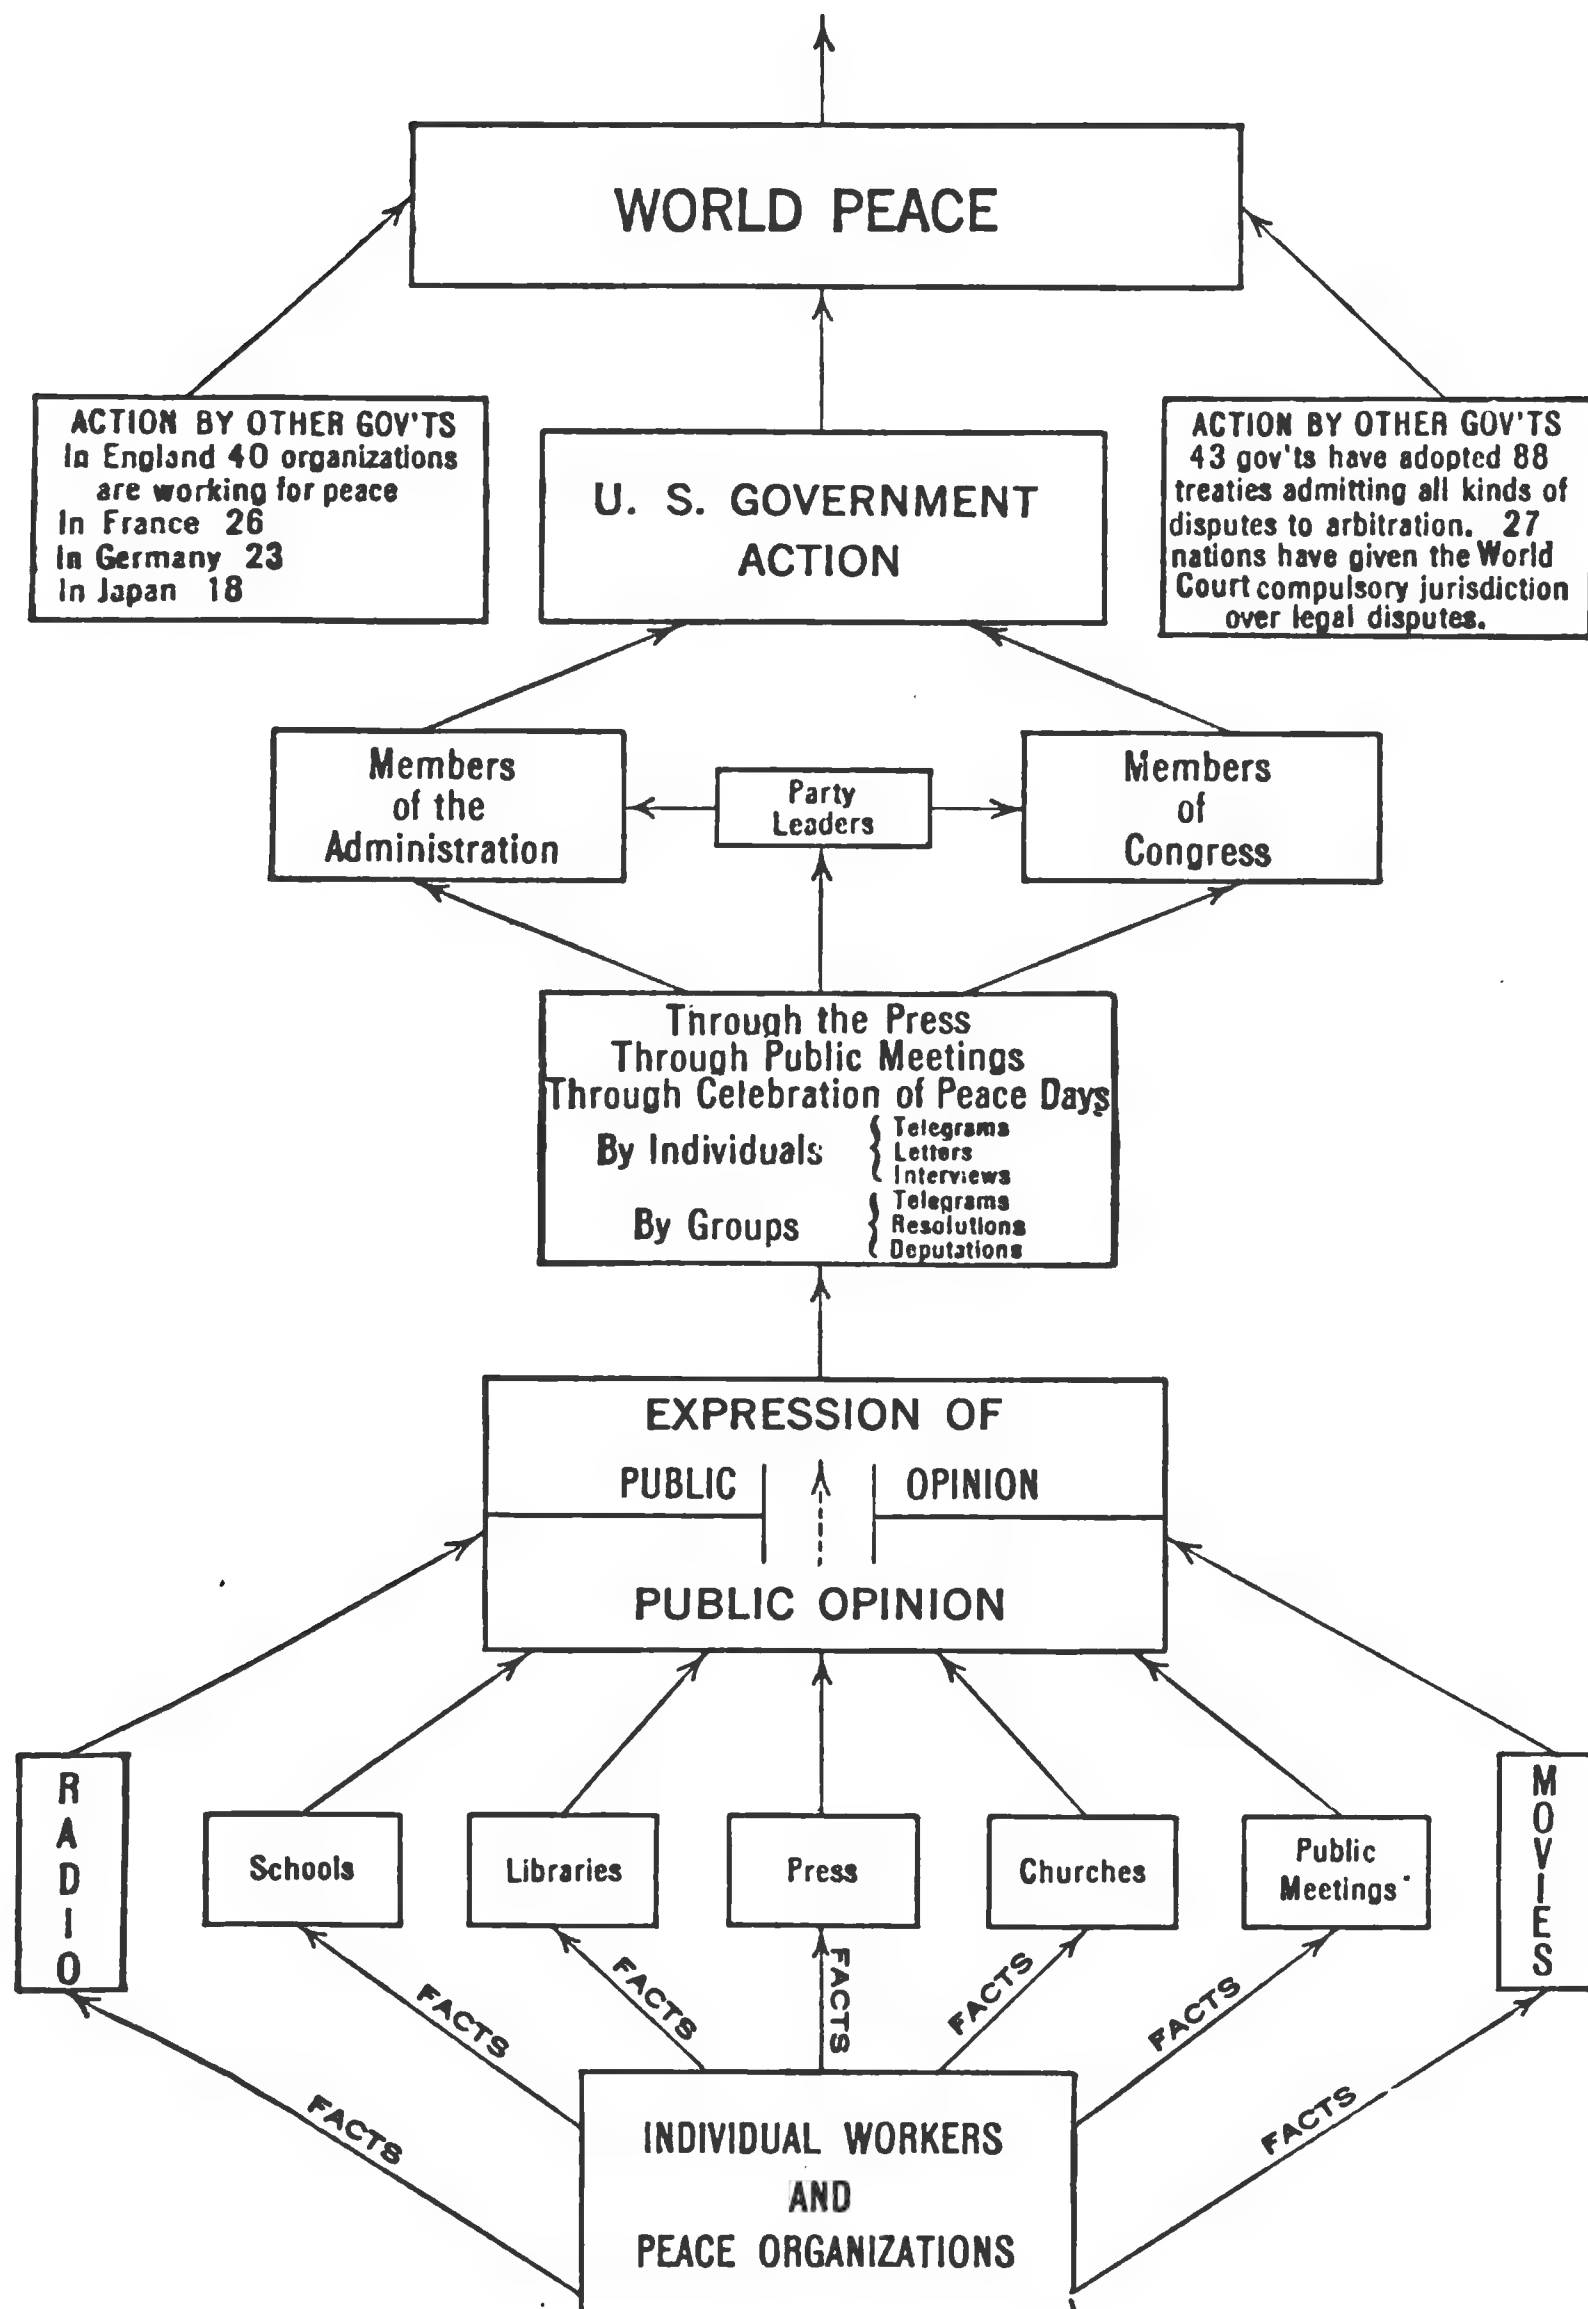 WORLD PEACE
ACTION BY OTHER GOV'TS
In England 40 organizations
are working for peace
In France 26
In Germany 23
In Japan 18
U. S. GOVERNMENT
ACTION
ACTION BY OTHER GOV'TS
43 gov'ts have adopted 88
treaties admitting all kinds of
disputes to arbitration. 27
nations have given the World
Court compulsory jurisdiction
over legal disputes.
Members
of the
Administration
Party
Leaders
Members
of
Congress
Through the Press
Through Public Meetings
Through Celebration of Peace Days
By Individuals
Telegrams
Letters
Interviews
By Groups
Telegrams
Resolutions
Deputations
EXPRESSION OF
PUBLIC OPINION
PUBLIC OPINION
RADIO
Schools
Libraries
Press
Churches
Public
Meetings
MOVIES
FACTS
FACTS
FACTS
FACTS
FACTS
FACTS
FACTS
INDIVIDUAL WORKERS
AND
PEACE ORGANIZATIONS